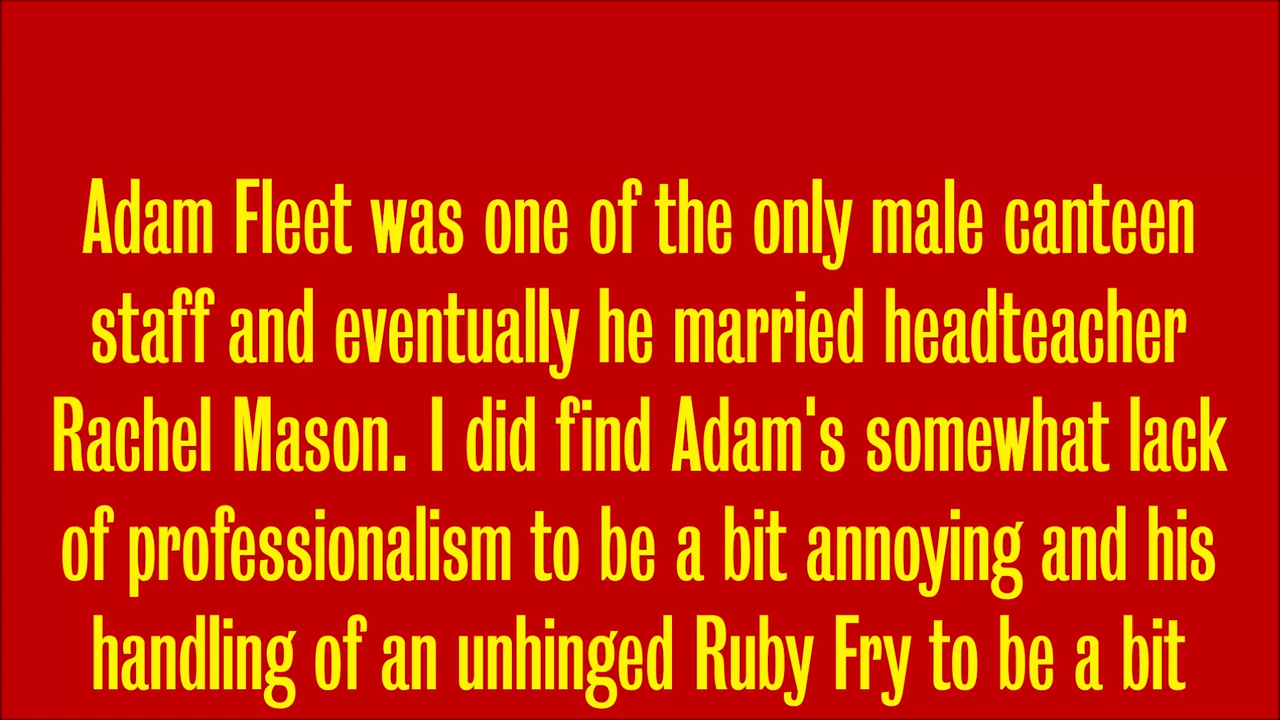 Adam Fleet was one of the only male canteen
staff and eventually he married headteacher
Rachel Mason. I did find Adam's somewhat lack
of professionalism to be a bit annoying and his
handling of an unhinged Ruby Fry to be a bit